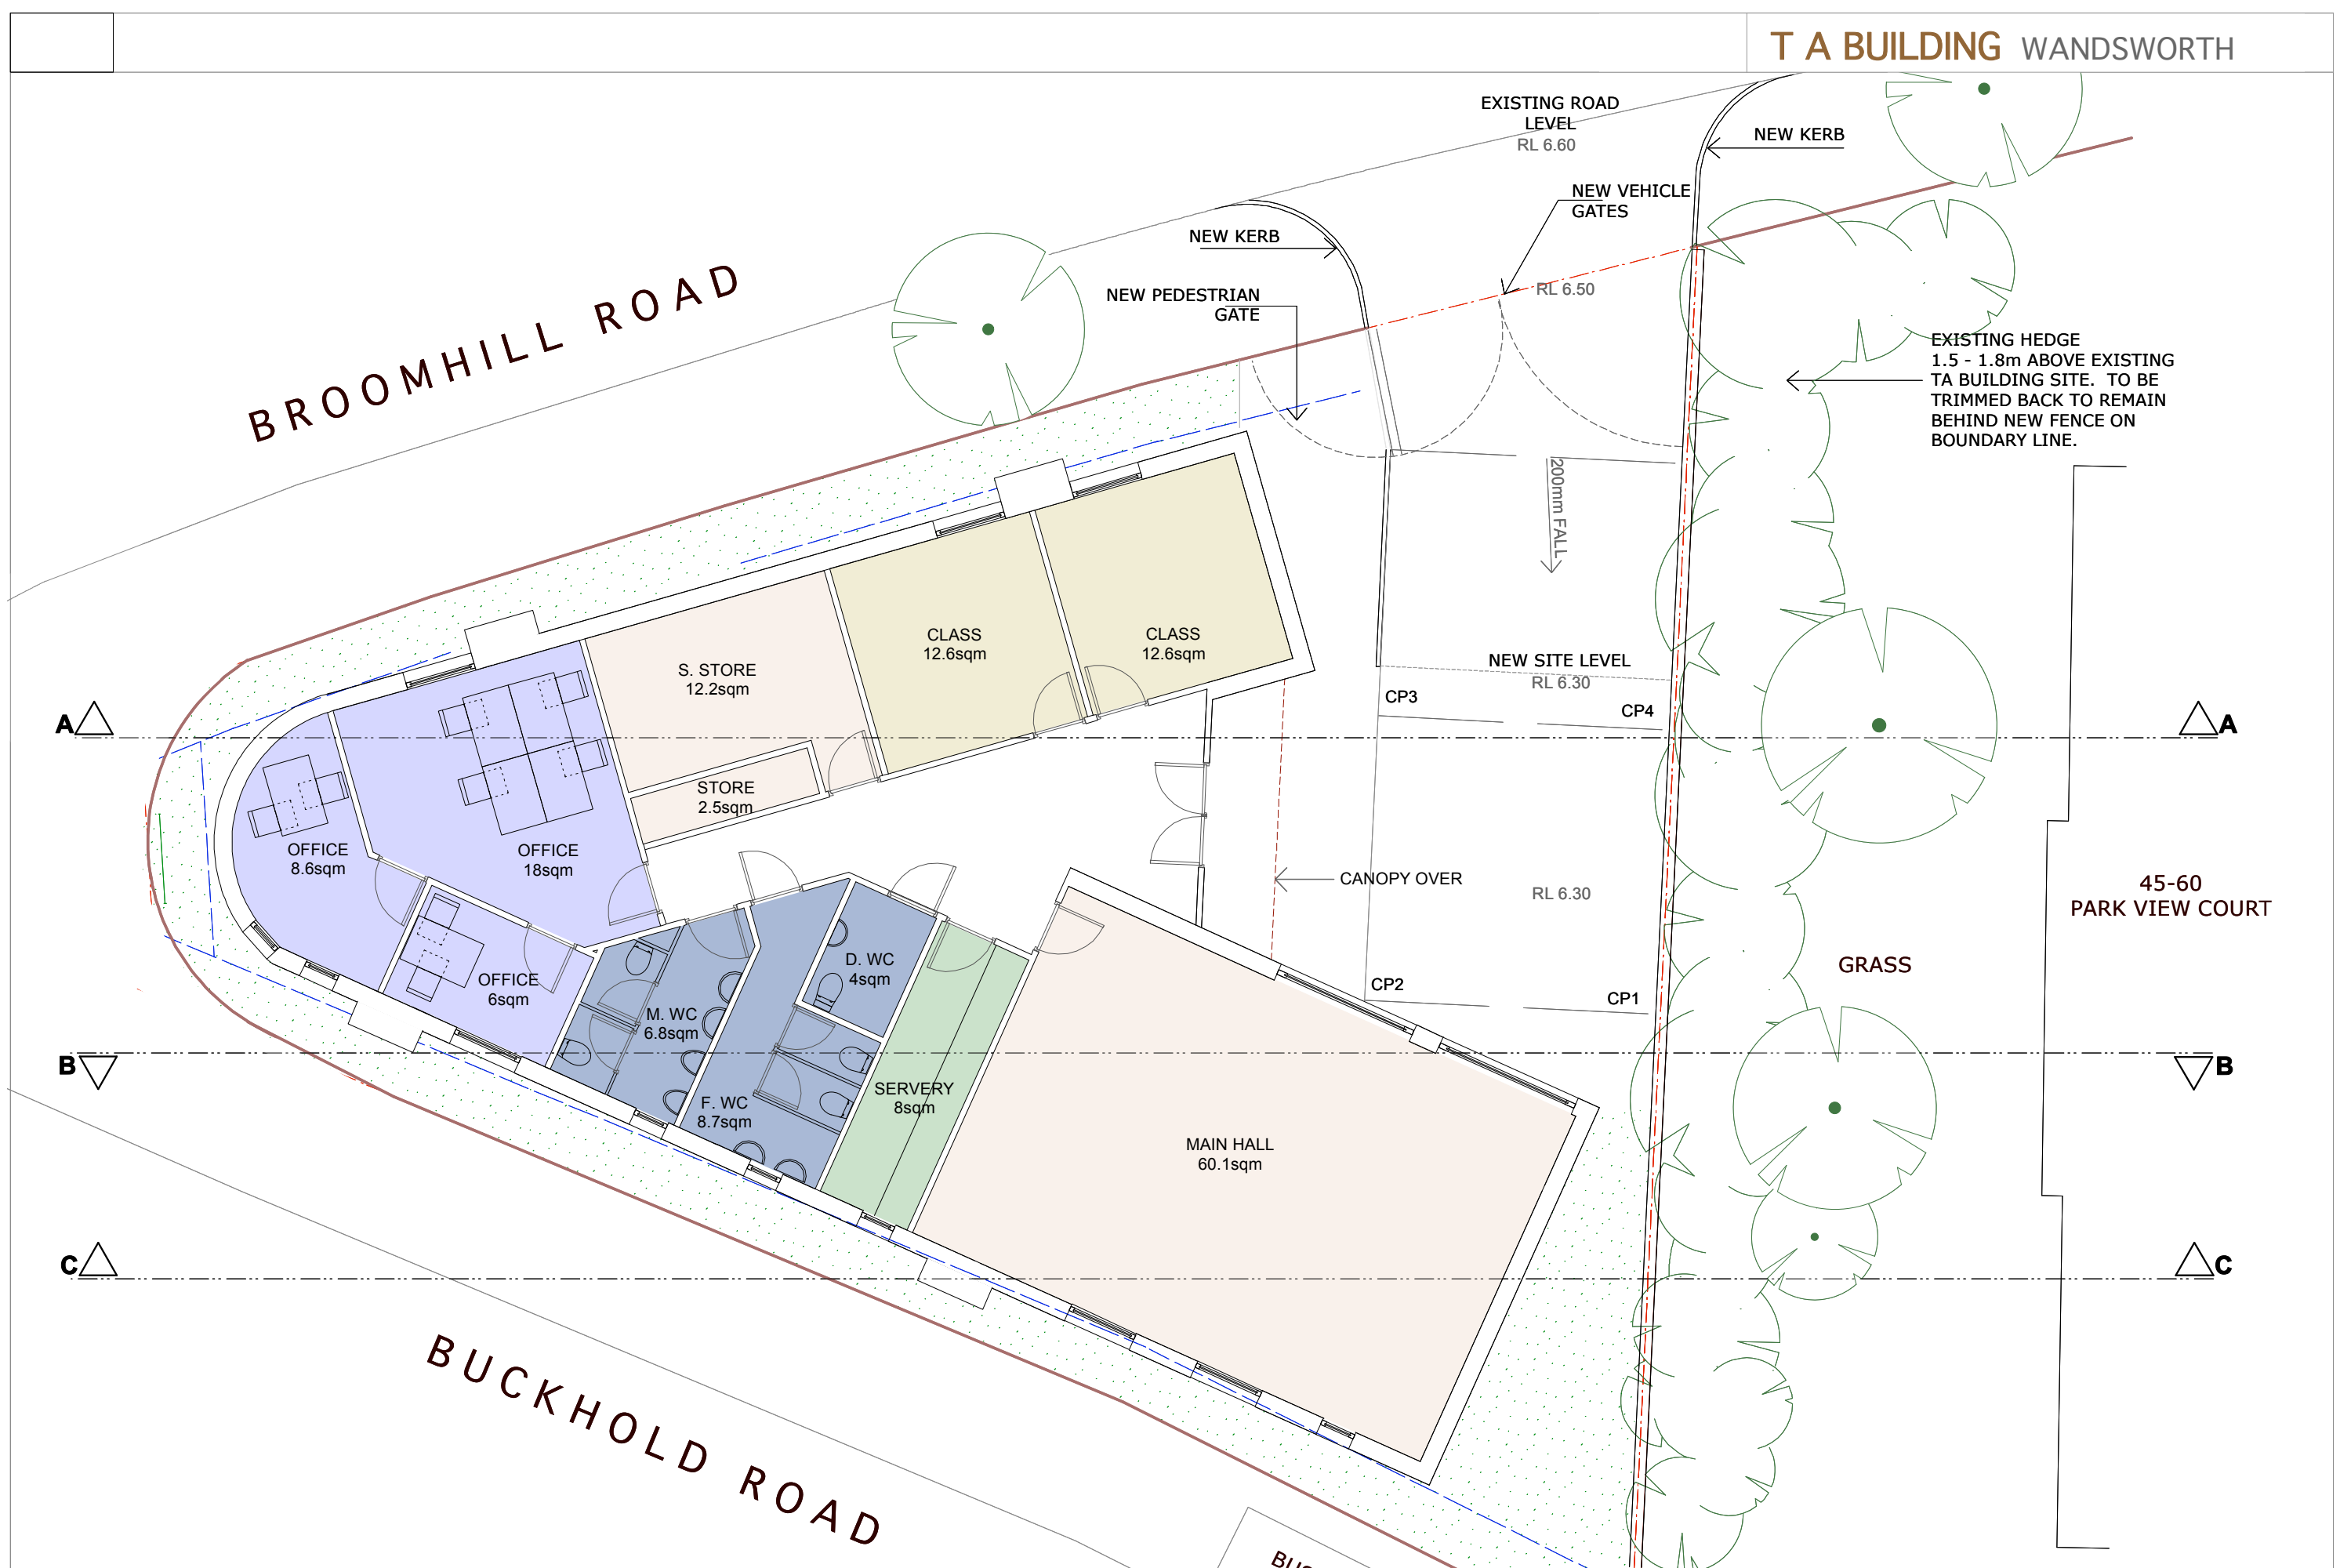 T A BUILDING WANDSWORTH
EXISTING ROAD
LEVEL
RL 6.60
NEW KERB
NEW VEHICLE
GATES
NEW KERB
RL 6.50
NEW PEDESTRIAN
GATE
BROOMHILL ROAD
EXISTING HEDGE
1.5 - 1.8m ABOVE EXISTING
TA BUILDING SITE. TO BE
TRIMMED BACK TO REMAIN
BEHIND NEW FENCE ON
BOUNDARY LINE.
200mm FALL
CLASS
12.6sqm
CLASS
12.6sqm
S. STORE
12.2sqm
NEW SITE LEVEL
RL 6.30
CP3
CP4
A
A
STORE
2.5sqm
OFFICE
8.6sqm
OFFICE
18sqm
CANOPY OVER
RL 6.30
45-60
PARK VIEW COURT
GRASS
D. WC
4sqm
OFFICE
6sqm
CP2
CP1
M. WC
6.8sqm
B
B
SERVERY
8sqm
F. WC
8.7sqm
MAIN HALL
60.1sqm
C
C
BUCKHOLD ROAD